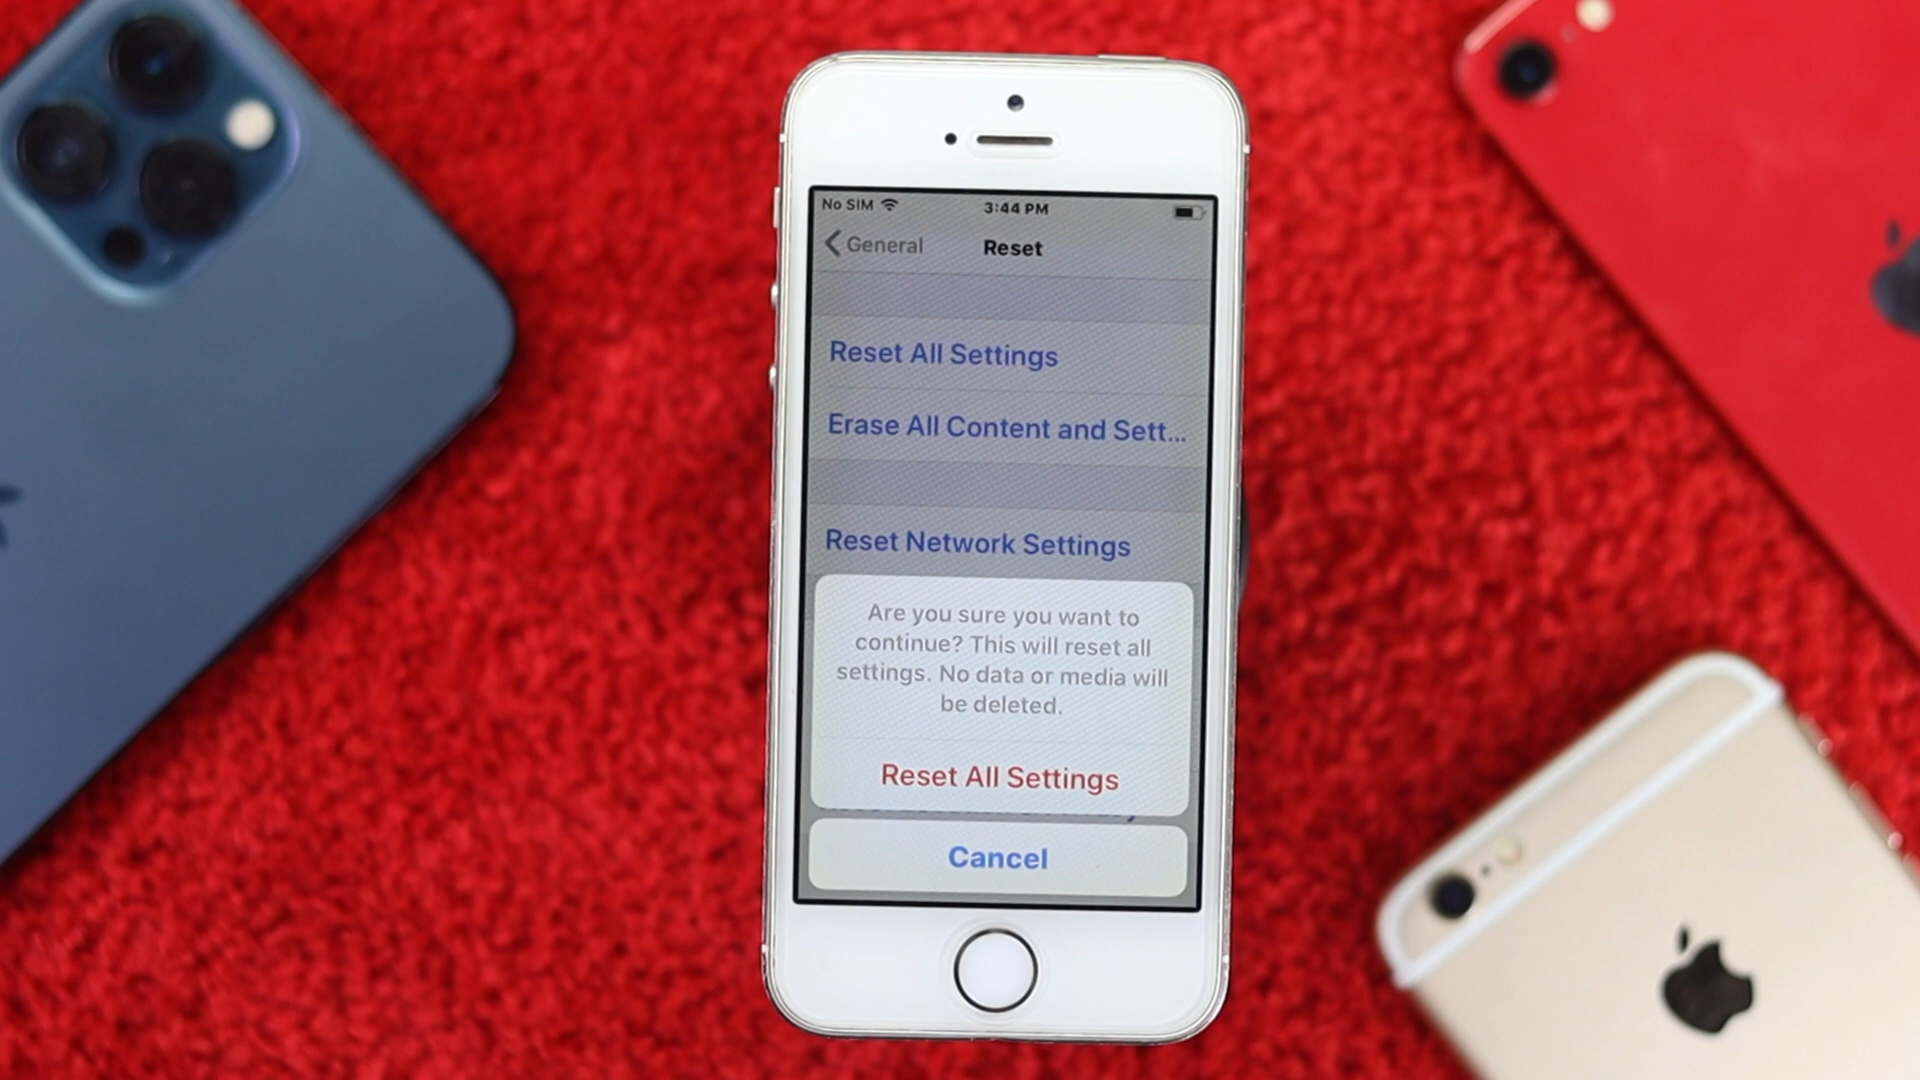 No SIM 3:44 PM
General Reset
Reset All Settings
Erase All Content and Sett...
Reset Network Settings
Are you sure you want to
continue? This will reset all
settings. No data or media will
be deleted.
Reset All Settings
Cancel